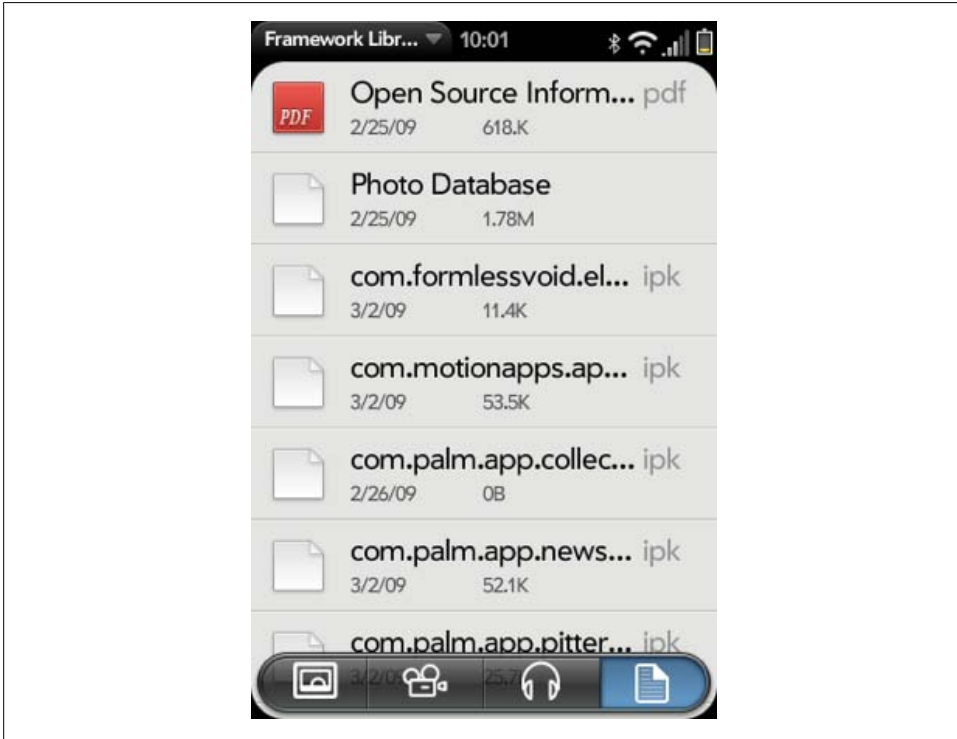 Framework Libr... 10:01
PDF
Open Source Inform... pdf
2/25/09 618.K
Photo Database
2/25/09 1.78M
com.formlessvoid.el... ipk
3/2/09 11.4K
com.motionapps.ap... ipk
3/2/09 53.5K
com.palm.app.collec... ipk
2/26/09 0B
com.palm.app.news... ipk
3/2/09 52.1K
com.palm.app.pitter... ipk